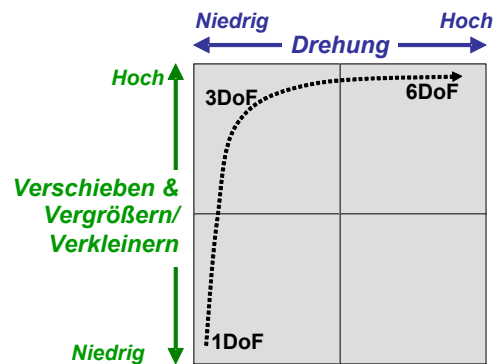 Niedrig Hoch
Drehung
Hoch
3DoF 6DoF
Verschieben &
Vergrößern/
Verkleinern
1DoF
Niedrig